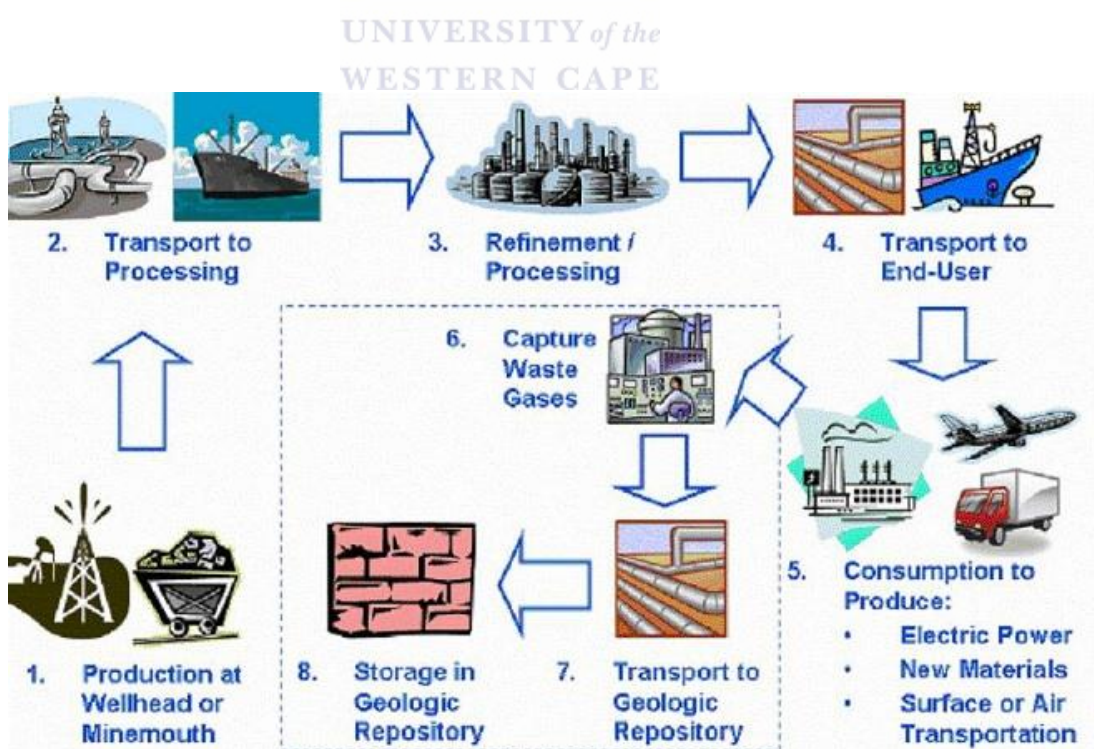 UNIVERSITY of the
WESTERN CAPE
2. Transport to
Processing
3. Refinement /
Processing
4. Transport to
End-User
6. Capture
Waste
Gases
1. Production at
Wellhead or
Minemouth
8. Storage in
Geologic
Repository
7. Transport to
Geologic
Repository
5. Consumption to
Produce:
• Electric Power
• New Materials
• Surface or Air
Transportation